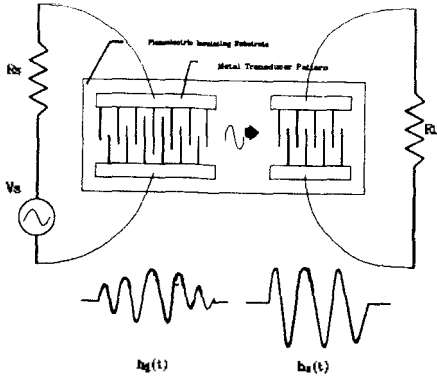 Piezoelectric Insulating Substrate
Metal Transducer Pattern
Rs
RL
Vs
h₁(t)
h₂(t)